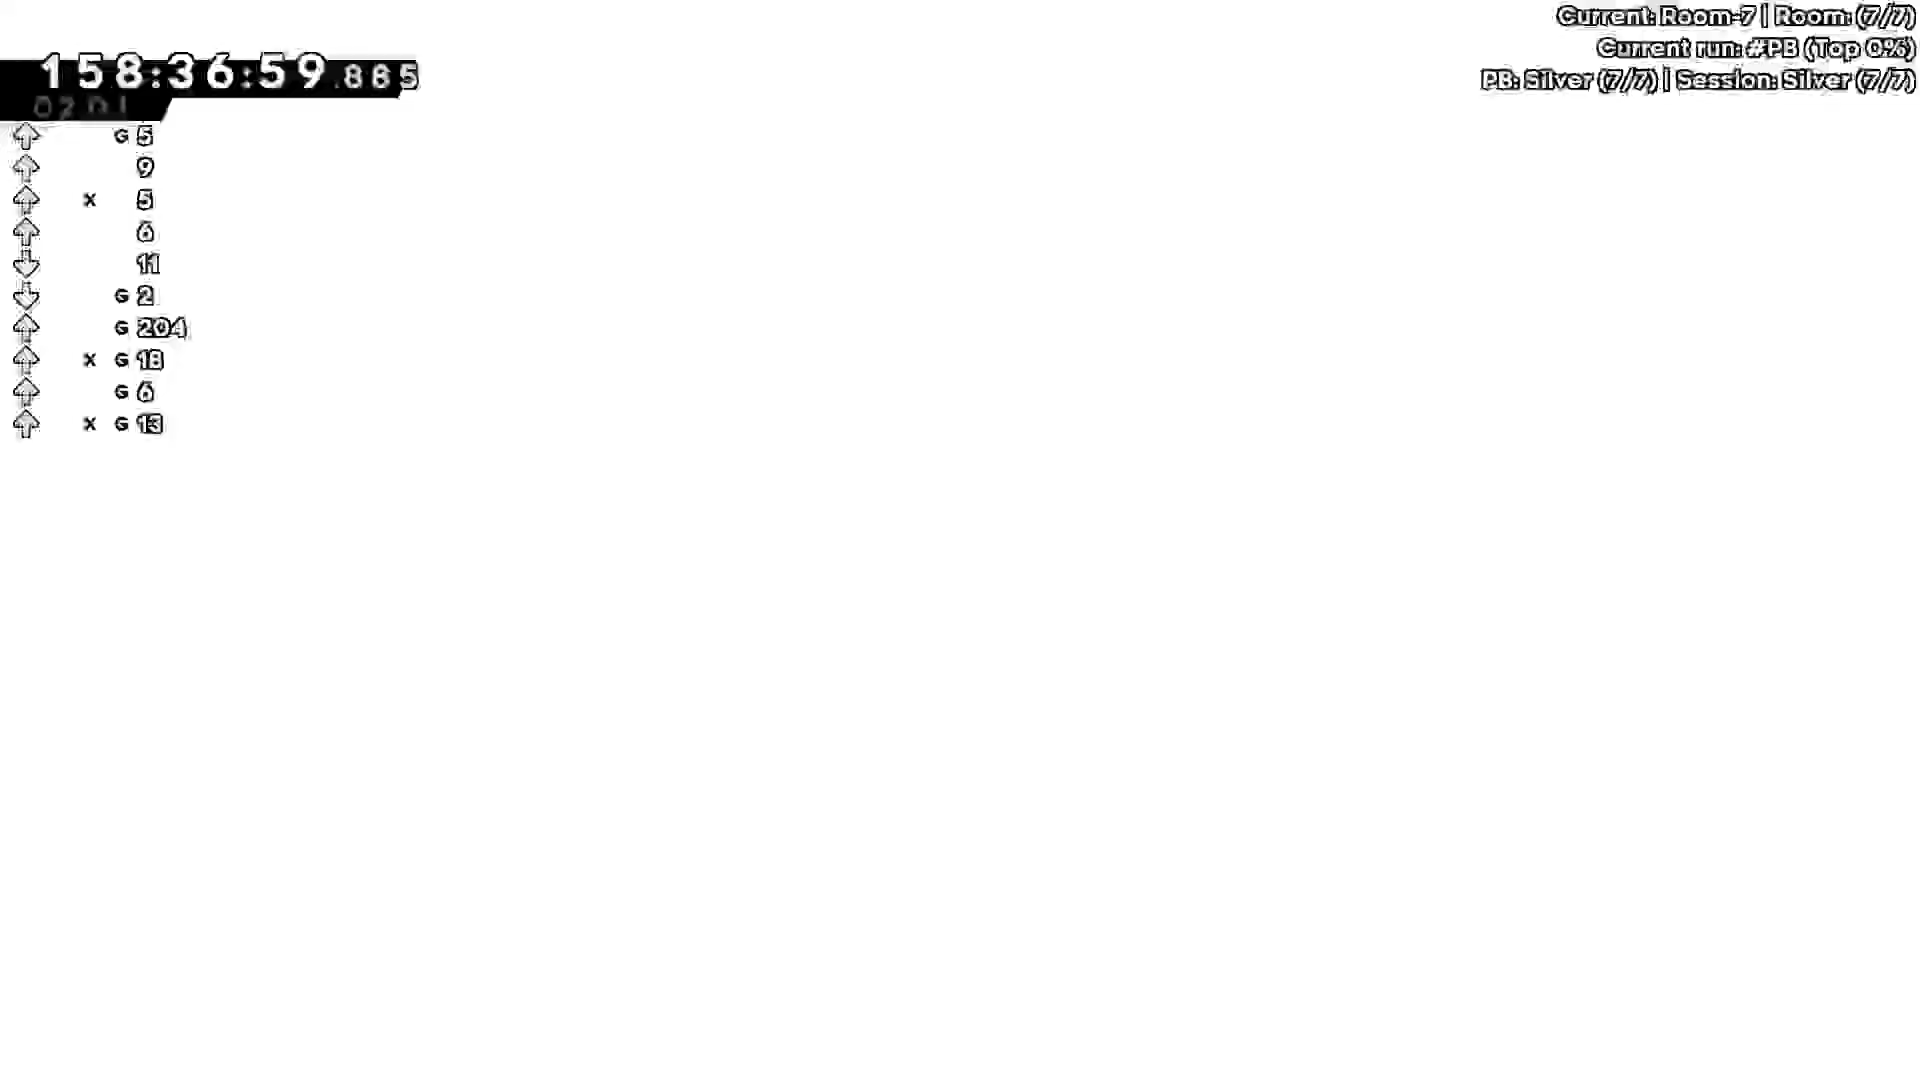 Current: Room-7 | Room: (7/7)
Current run: #PB (Top 0%)
PB: Silver (7/7) | Session: Silver (7/7)
158:36:59.885
G 5
9
X 5
6
11
G 2
G 204
X G 18
G 6
X G 13